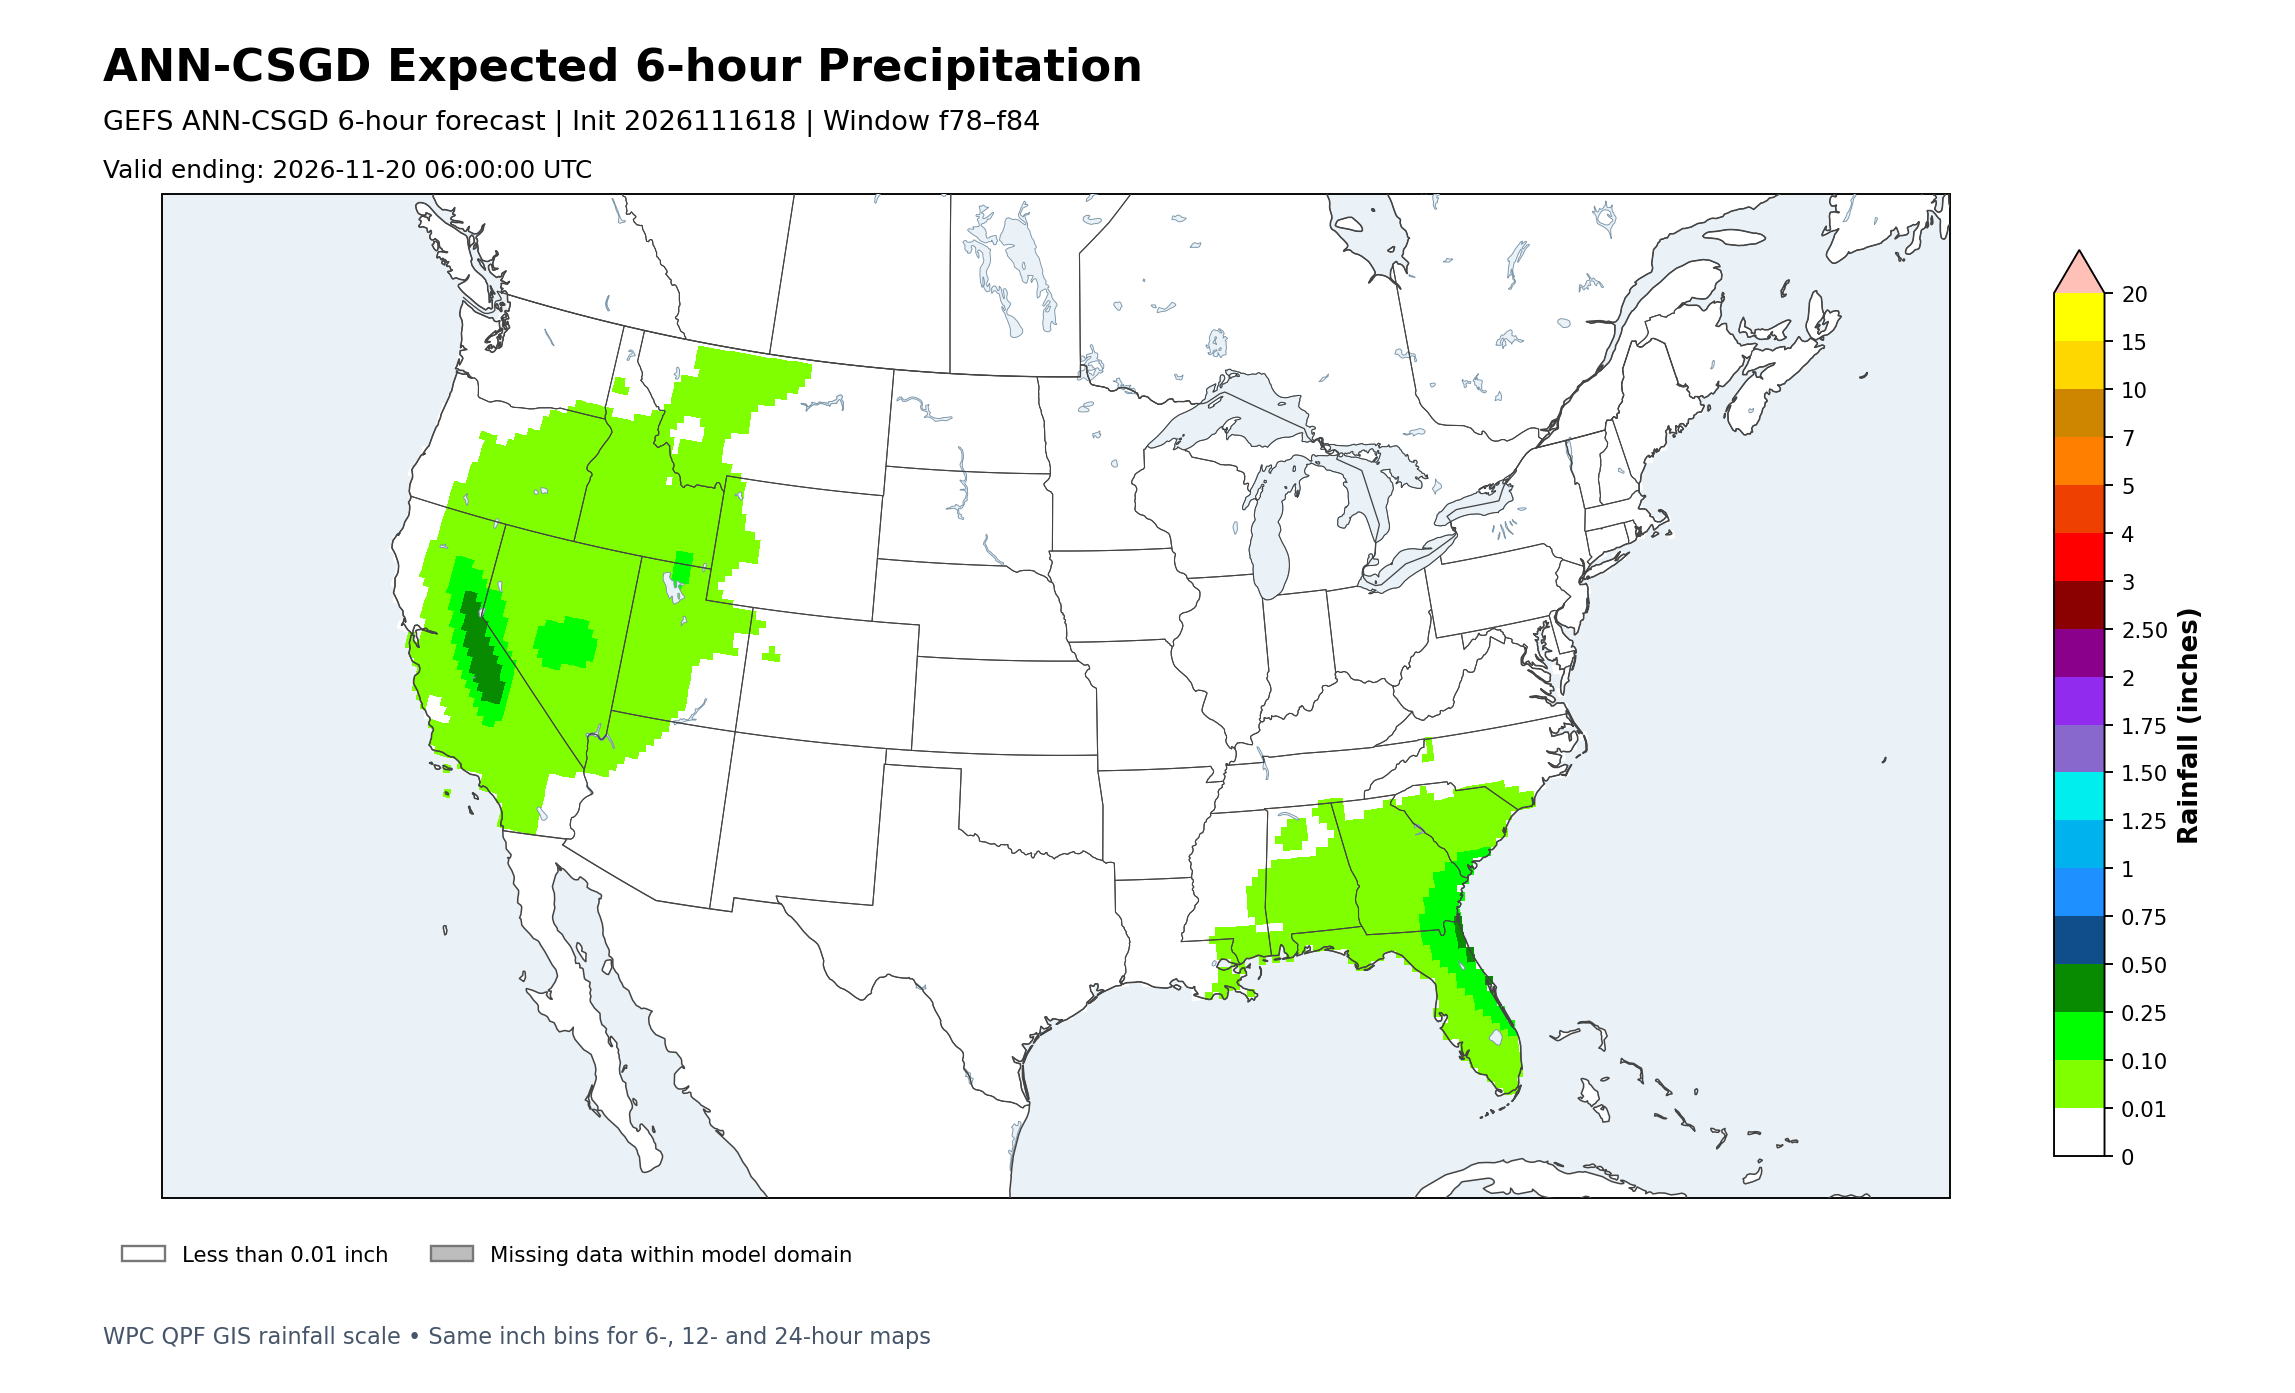 ANN-CSGD Expected 6-hour Precipitation
GEFS ANN-CSGD 6-hour forecast | Init 2026111618 | Window f78–f84
Valid ending: 2026-11-20 06:00:00 UTC
20
15
10
7
5
4
3
2.50
2
1.75
1.50
1.25
1
0.75
0.50
0.25
0.10
0.01
0
Rainfall (inches)
Less than 0.01 inch
Missing data within model domain
WPC QPF GIS rainfall scale • Same inch bins for 6-, 12- and 24-hour maps